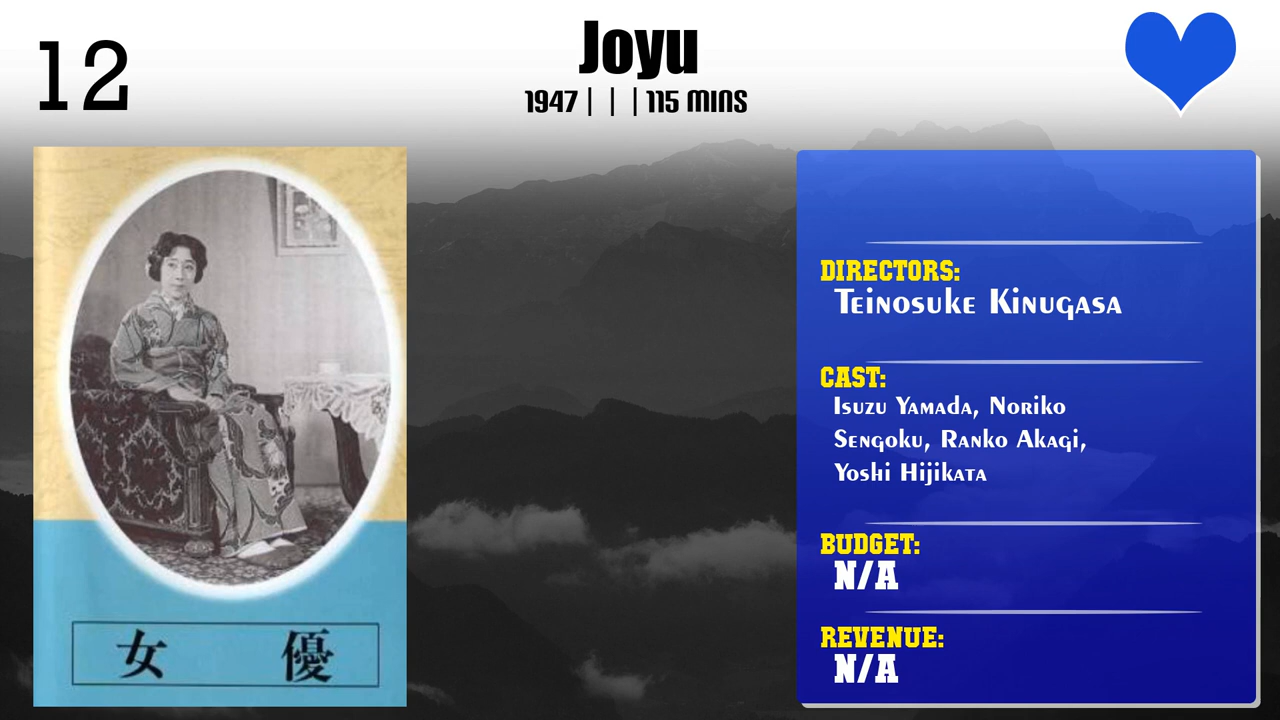 12
Joyu
1947 | | | 115 MINS
DIRECTORS:
Teinosuke Kinugasa
CAST:
Isuzu Yamada, Noriko
Sengoku, Ranko Akagi,
Yoshi Hijikata
BUDGET:
N/A
REVENUE:
N/A
女 優